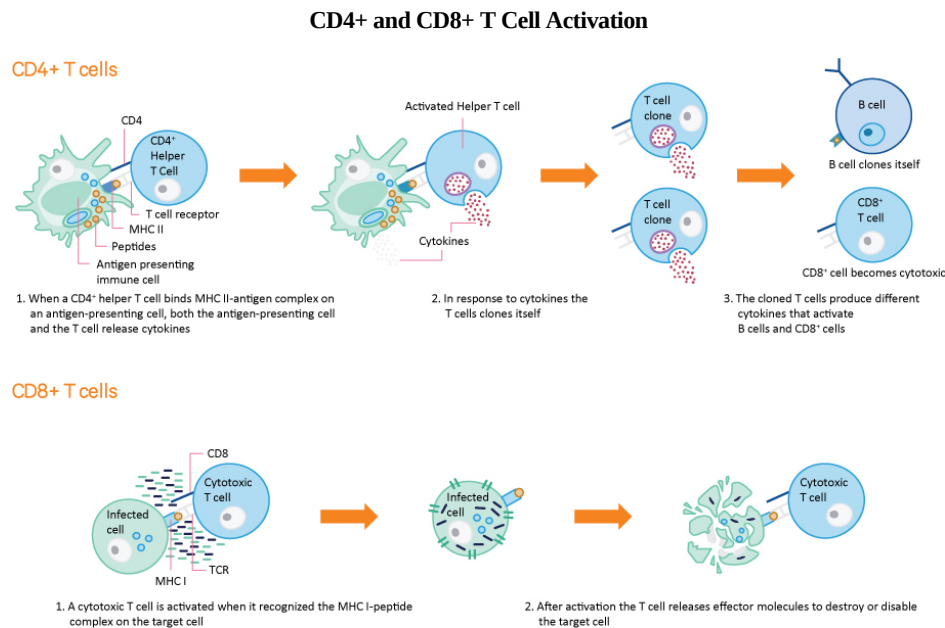 CD4+ and CD8+ T Cell Activation
CD4+ T cells
CD4
CD4⁺
Helper
T Cell
T cell receptor
MHC II
Peptides
Antigen presenting
immune cell
Activated Helper T cell
Cytokines
T cell
clone
T cell
clone
B cell
B cell clones itself
CD8⁺
T cell
CD8⁺ cell becomes cytotoxic
1. When a CD4⁺ helper T cell binds MHC II-antigen complex on
an antigen-presenting cell, both the antigen-presenting cell
and the T cell release cytokines
2. In response to cytokines the
T cells clones itself
3. The cloned T cells produce different
cytokines that activate
B cells and CD8⁺ cells
CD8+ T cells
CD8
Cytotoxic
T cell
Infected
cell
MHC I
TCR
Infected
cell
Cytotoxic
T cell
1. A cytotoxic T cell is activated when it recognized the MHC I-peptide
complex on the target cell
2. After activation the T cell releases effector molecules to destroy or disable
the target cell